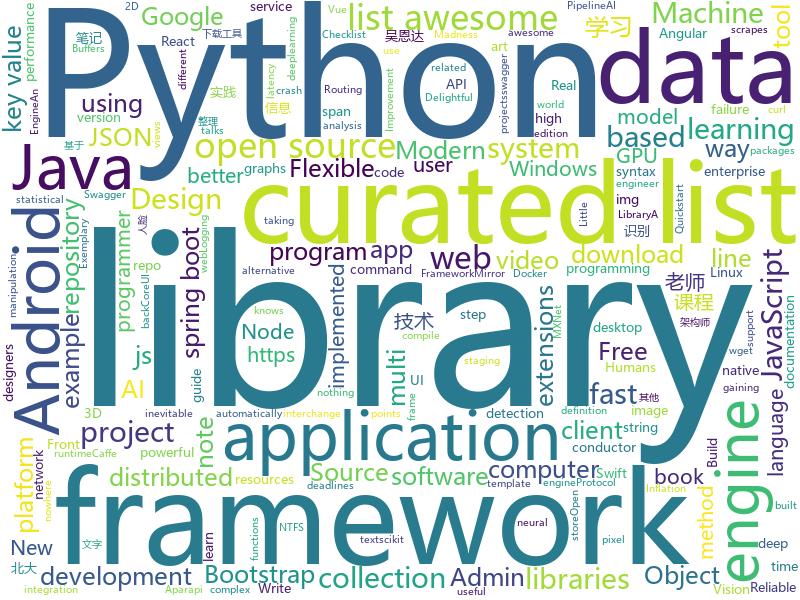 Python
library
framework
data
curated list
application
engine
Android
Java
list awesome
open source
web
project
Google
Machine
key value
using
JSON
Design
Modern
system
based
learning
Flexible
user
model
GPU
Windows
way
better
graphs
code
syntax
enterprise
API
tool
React
Angular
Vue
2D
service
Checklist
吴恩达
use
Madness
awesome
PipelineAI
deeplearning
下载工具
different
笔记
Buffers
performance
学习
scrapes
实践
信息
latency
crash
Routing
Improvement
related
Delightful
art
Real
world
edition
high
projectsswagger
failure
curl
packages
EngineAn
version
整理
talks
基于
views
span
analysis
statistical
Swagger
人脸
Exemplary
taking
Little
img
LibraryA
识别
engineer
Quickstart
Linux
repository
programmer
repo
spring boot
webLogging
backCoreUI
program
app
video
download
line
alternative
FrameworkMirror
Docker
老师
课程
架构师
programming
command
knows
技术
implemented
multi
step
Node
js
https
example
designers
manipulation
AI
guide
native
MXNet
compile
UI
extensions
desktop
Free
Humans
image
detection
string
language
JavaScript
documentation
support
wget
staging
gaining
3D
inevitable
automatically
interchange
points
nothing
frame
definition
conductor
computer
client
fast
note
platform
Front
network
runtimeCaffe
nowhere
powerful
distributed
Source
resources
deadlines
software
template
engineProtocol
neural
textscikit
Swift
storeOpen
book
Build
method
Inflation
built
deep
time
Vision
Reliable
New
北大
文字
learn
functions
NTFS
development
Bootstrap
integration
complex
Aparapi
collection
Write
Admin
useful
libraries
pixel
Object